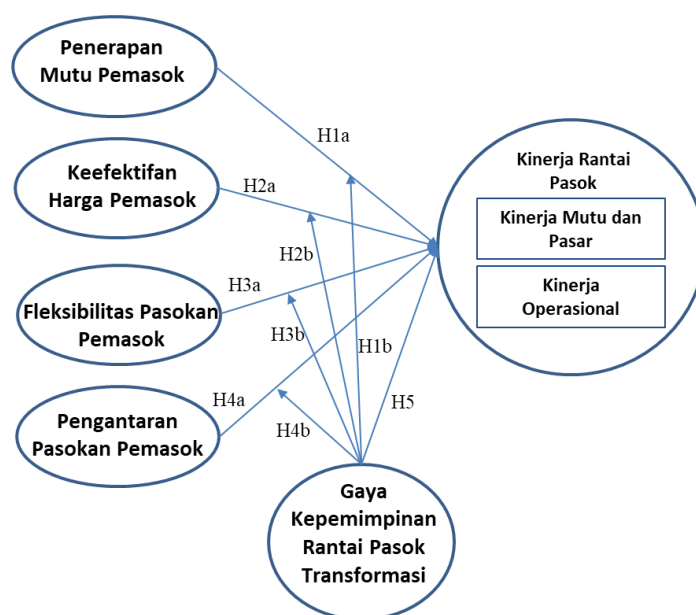 Penerapan
Mutu Pemasok
H1a
Kinerja Rantai
Pasok
Keefektifan
Harga Pemasok
H2a
Kinerja Mutu dan
Pasar
H2b
Fleksibilitas Pasokan
Pemasok
H3a
Kinerja
Operasional
H3b
H1b
Pengantaran
Pasokan Pemasok
H4a
H4b
H5
Gaya
Kepemimpinan
Rantai Pasok
Transformasi